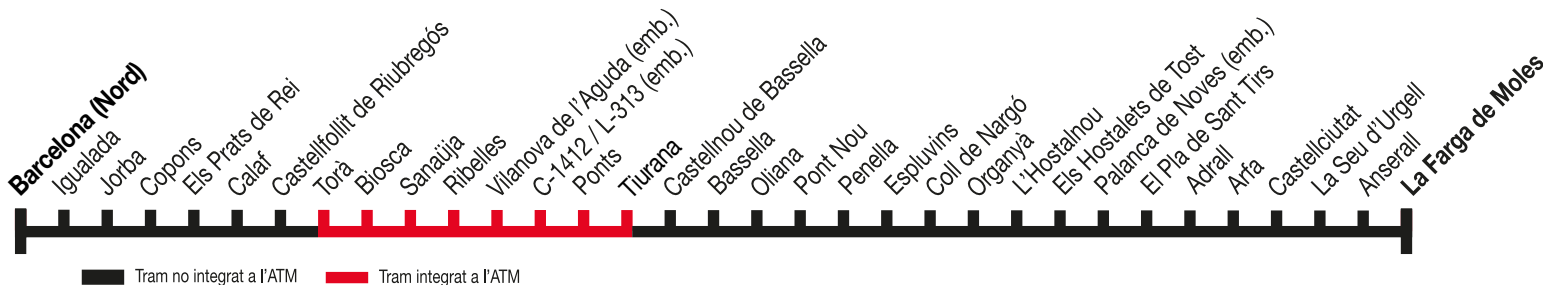 Barcelona (Nord)
Igualada
Jorba
Copons
Els Prats de Rei
Calaf
Castellfollit de Riubregós
Torà
Biosca
Sanaüja
Ribelles
Vilanova de l'Aguda (emb.)
C-1412 / L-313 (emb.)
Ponts
Tiurana
Castellnou de Bassella
Bassella
Oliana
Pont Nou
Penella
Espluvins
Coll de Nargó
Organyà
L'Hostalnou
Els Hostalets de Tost
Palanca de Noves (emb.)
El Pla de Sant Tirs
Adrall
Arfa
Castellciutat
La Seu d'Urgell
Anserall
La Farga de Moles
Tram no integrat a l'ATM
Tram integrat a l'ATM